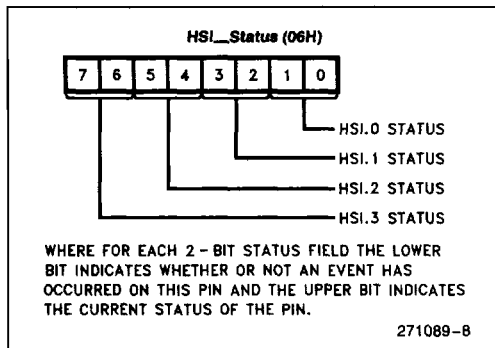 HSI__Status (06H)
7 6 5 4 3 2 1 0
HSI.0 STATUS
HSI.1 STATUS
HSI.2 STATUS
HSI.3 STATUS
WHERE FOR EACH 2-BIT STATUS FIELD THE LOWER
BIT INDICATES WHETHER OR NOT AN EVENT HAS
OCCURRED ON THIS PIN AND THE UPPER BIT INDICATES
THE CURRENT STATUS OF THE PIN.
271089-8